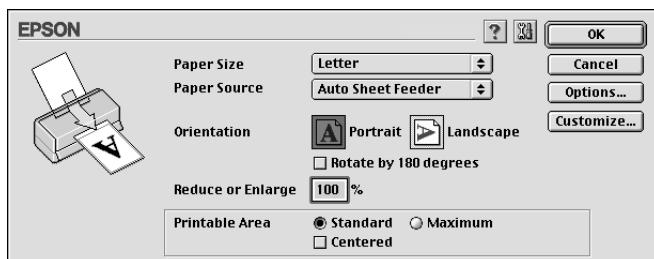 EPSON
? OK
Paper Size Letter Cancel
Paper Source Auto Sheet Feeder Options...
Orientation A Portrait A Landscape Customize...
Rotate by 180 degrees
Reduce or Enlarge 100 %
Printable Area Standard Maximum
Centered
A